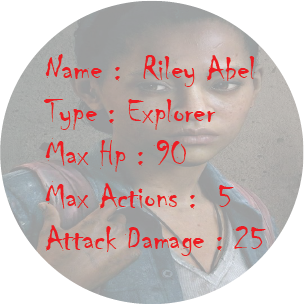 Name : Riley Abel
Type : Explorer
Max Hp : 90
Max Actions : 5
Attack Damage : 25